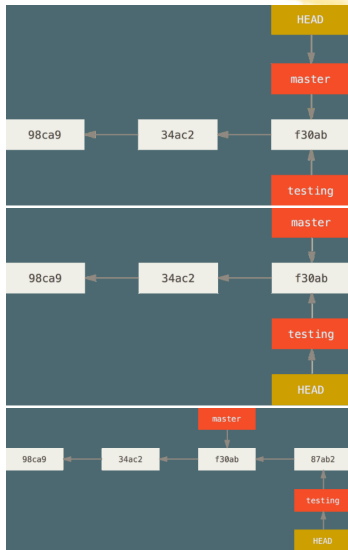 HEAD
master
98ca9 34ac2 f30ab
testing
master
98ca9 34ac2 f30ab
testing
HEAD
master
98ca9 34ac2 f30ab 87ab2
testing
HEAD